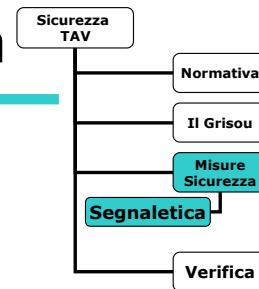 Sicurezza
TAV
Normativa
Il Grisou
Misure
Sicurezza
Segnaletica
Verifica